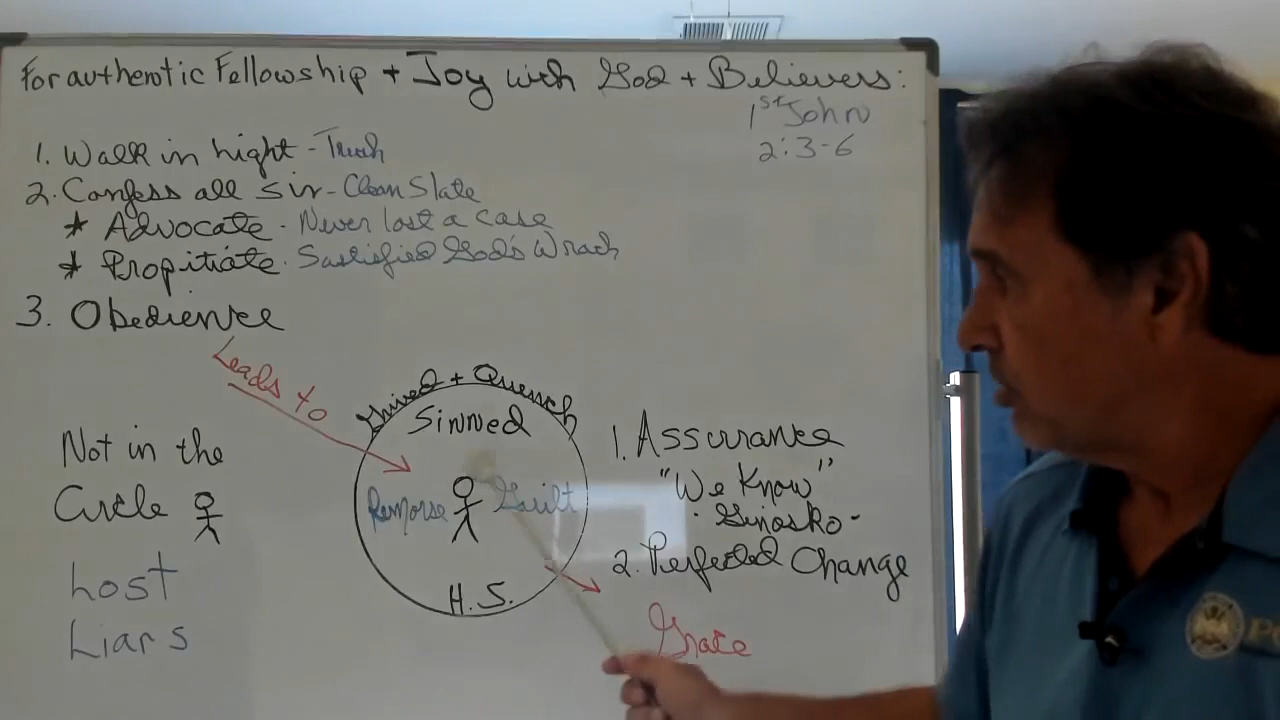 For authentic Fellowship + Joy with God + Believers:
1st John
2:3-6
1. Walk in Light - Truth
2. Confess all sin - Clean Slate
* Advocate - Never lost a case
* Propitiate - Satisfied God's Wrath
3. Obedience
Leads to
Grived + Quench
Sinned
Remorse Guilt
H.S.
Not in the
Circle
Lost
Liars
1. Assurance
"We Know"
- Ginosko -
2. Perfected Change
Grace